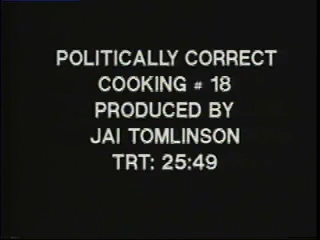 POLITICALLY CORRECT
COOKING # 18
PRODUCED BY
JAI TOMLINSON
TRT: 25:49